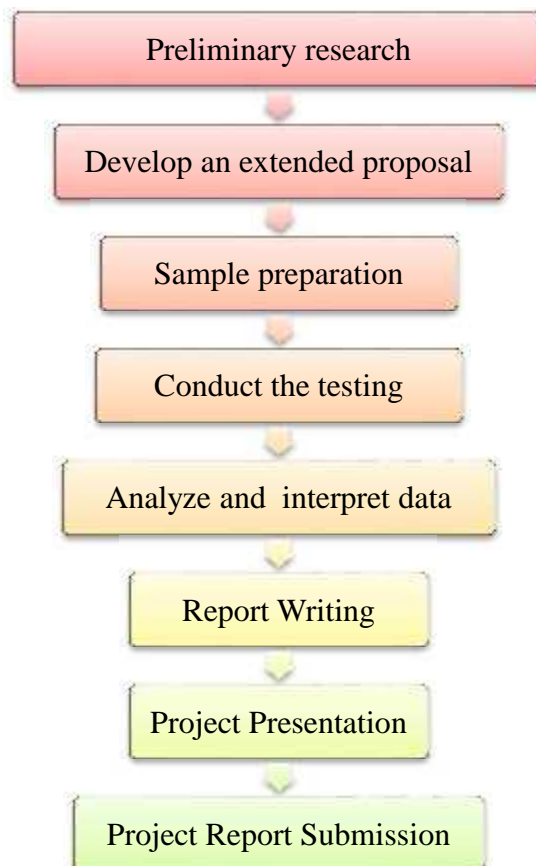 Preliminary research
Develop an extended proposal
Sample preparation
Conduct the testing
Analyze and interpret data
Report Writing
Project Presentation
Project Report Submission